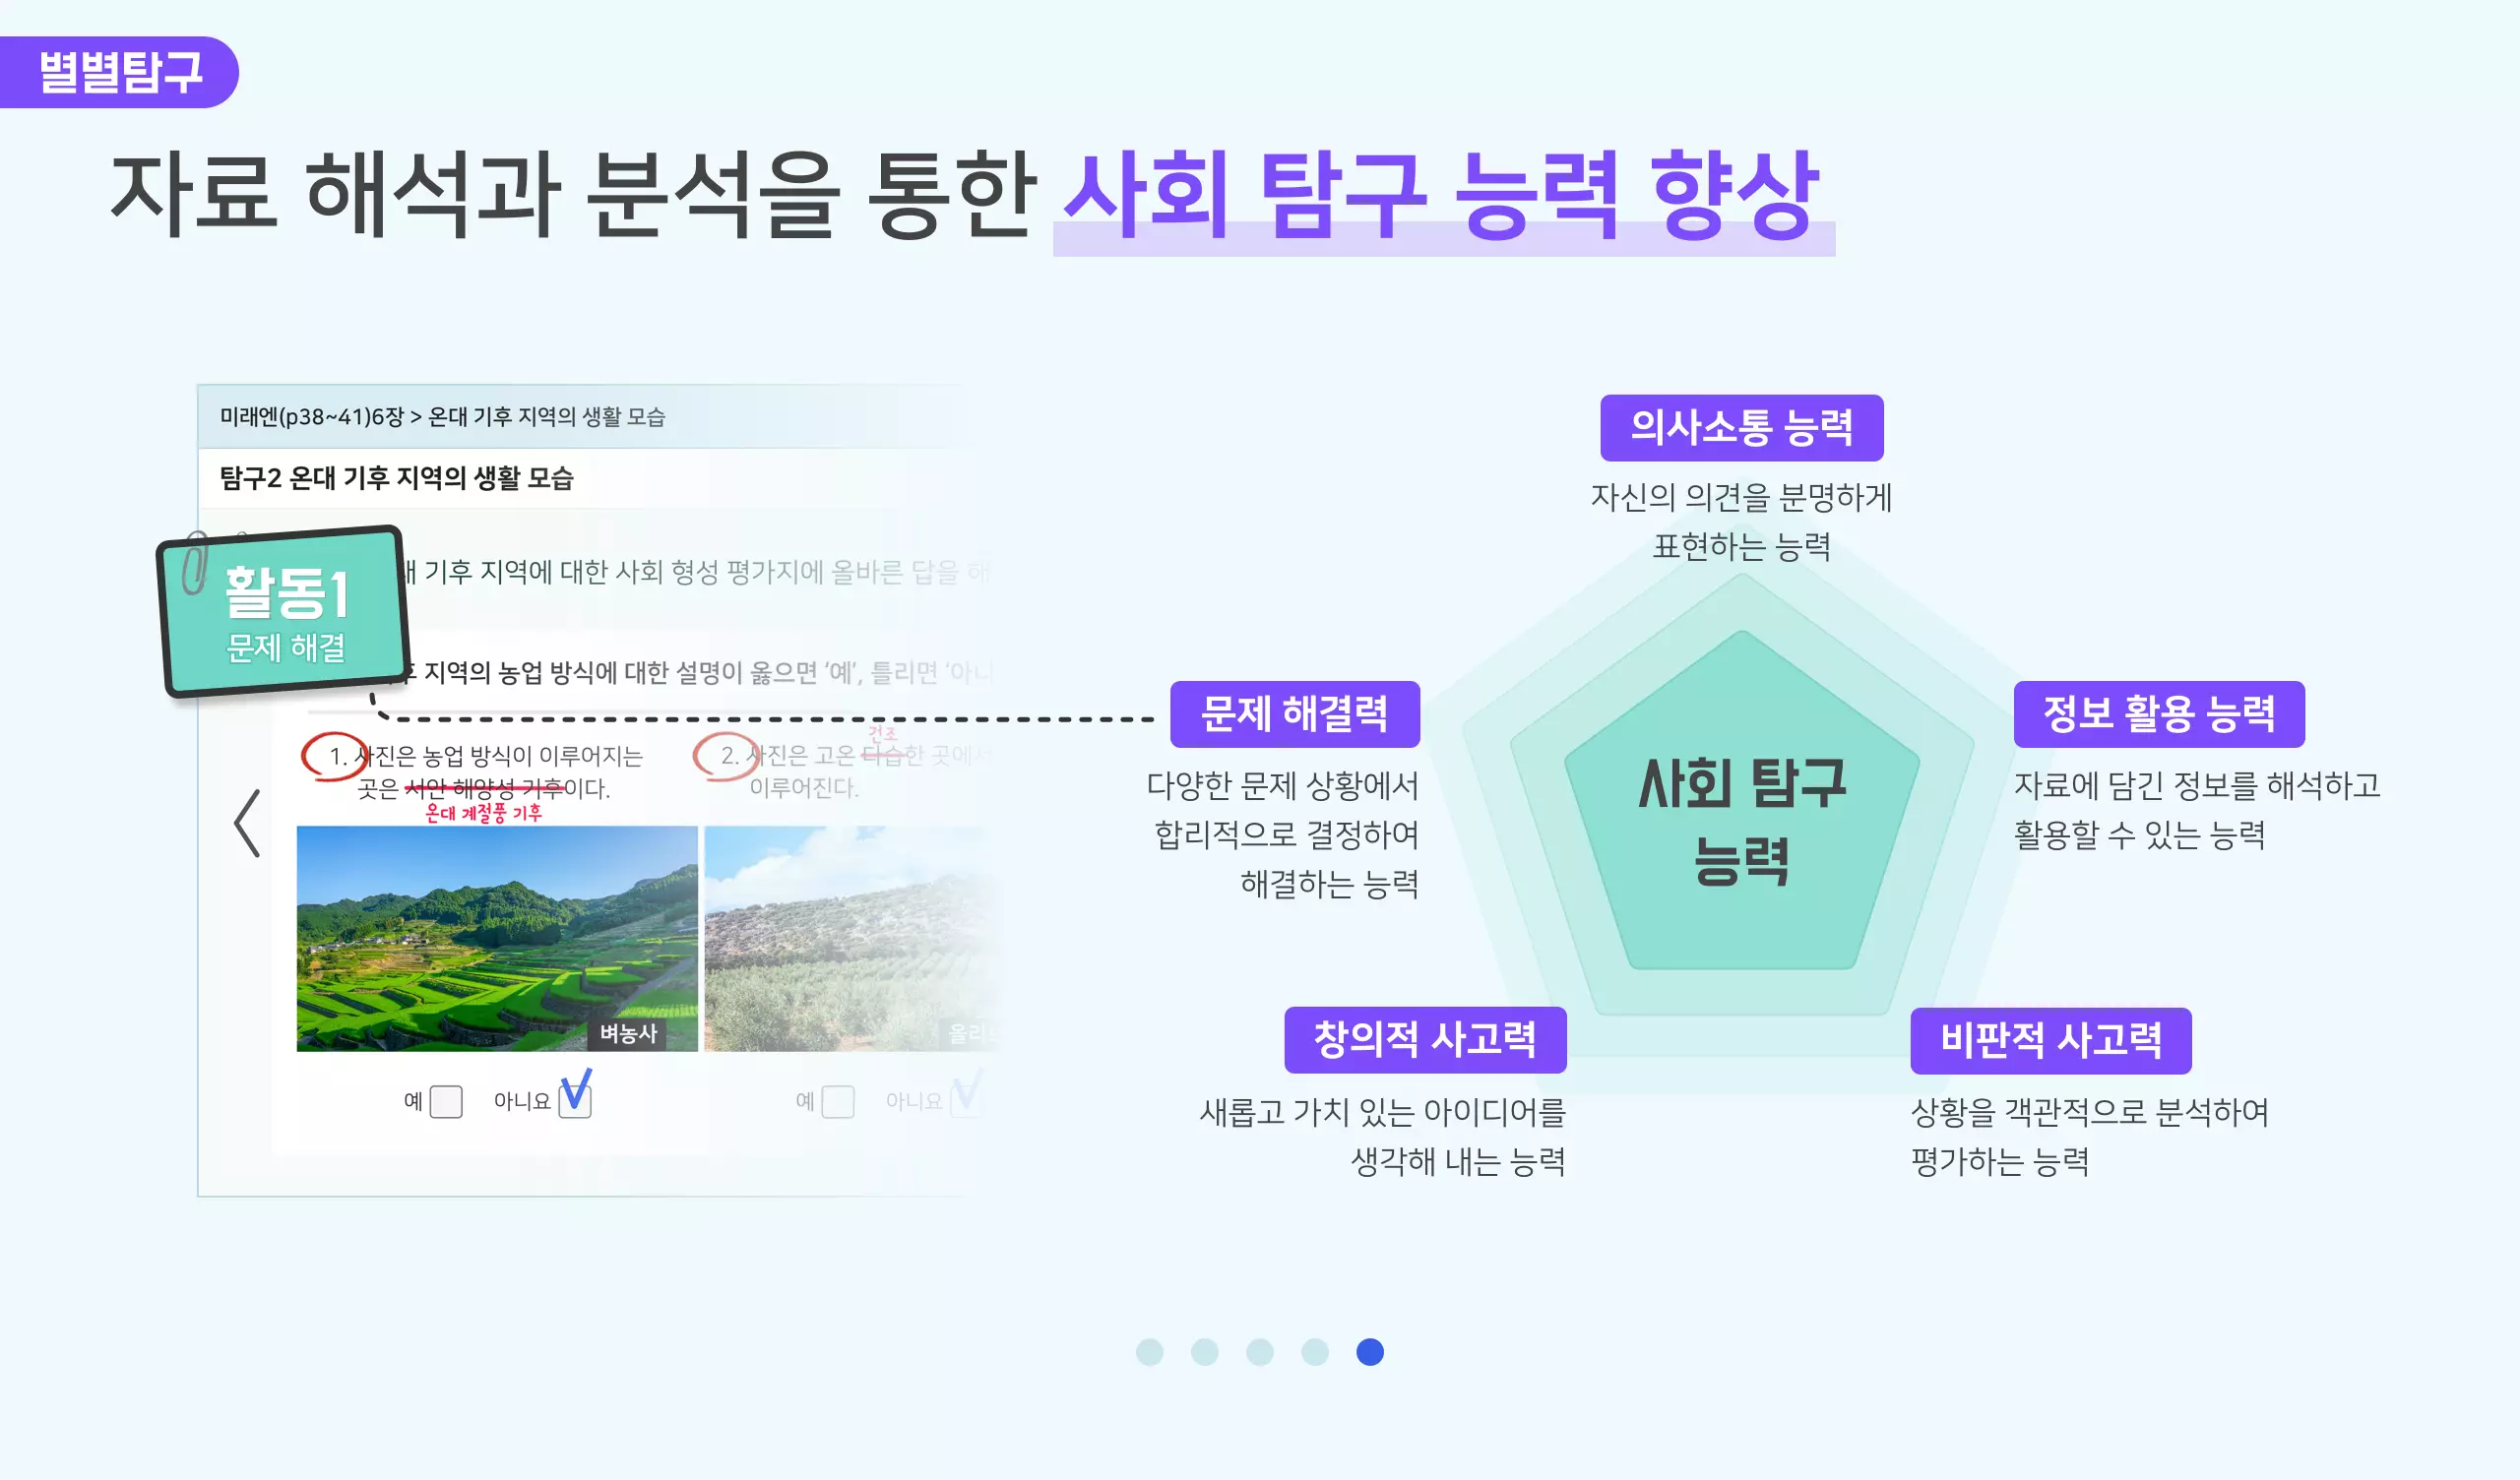 별별탐구
자료 해석과 분석을 통한 사회 탐구 능력 향상
미래엔(p38~41)6장 > 온대 기후 지역의 생활 모습
탐구2 온대 기후 지역의 생활 모습
활동1
문제 해결
기후 지역에 대한 사회 형성 평가지에 올바른 답을 해
지역의 농업 방식에 대한 설명이 옳으면 ‘예’, 틀리면 ‘아니
1. 사진은 농업 방식이 이루어지는
곳은 서안 해양성 기후이다.
온대 계절풍 기후
건조
2. 사진은 고온 다습한 곳에서
이루어진다.
벼농사
올리
예 아니요 V
예 아니요 V
의사소통 능력
자신의 의견을 분명하게
표현하는 능력
문제 해결력
다양한 문제 상황에서
합리적으로 결정하여
해결하는 능력
사회 탐구
능력
정보 활용 능력
자료에 담긴 정보를 해석하고
활용할 수 있는 능력
창의적 사고력
새롭고 가치 있는 아이디어를
생각해 내는 능력
비판적 사고력
상황을 객관적으로 분석하여
평가하는 능력